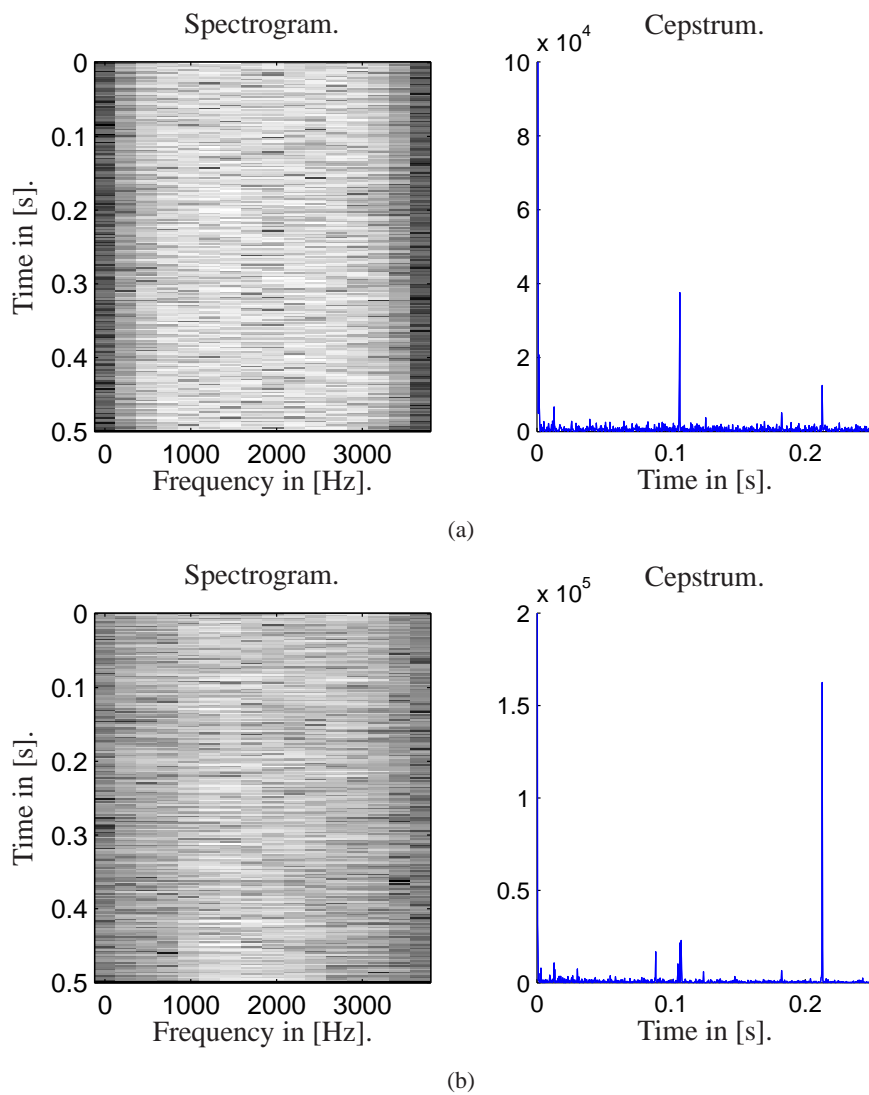 Spectrogram.
Cepstrum.
x 10^4
0
0.1
0.2
0.3
0.4
0.5
Time in [s].
0 1000 2000 3000
Frequency in [Hz].
10
8
6
4
2
0
0 0.1 0.2
Time in [s].
(a)
Spectrogram.
Cepstrum.
x 10^5
0
0.1
0.2
0.3
0.4
0.5
Time in [s].
0 1000 2000 3000
Frequency in [Hz].
2
1.5
1
0.5
0
0 0.1 0.2
Time in [s].
(b)